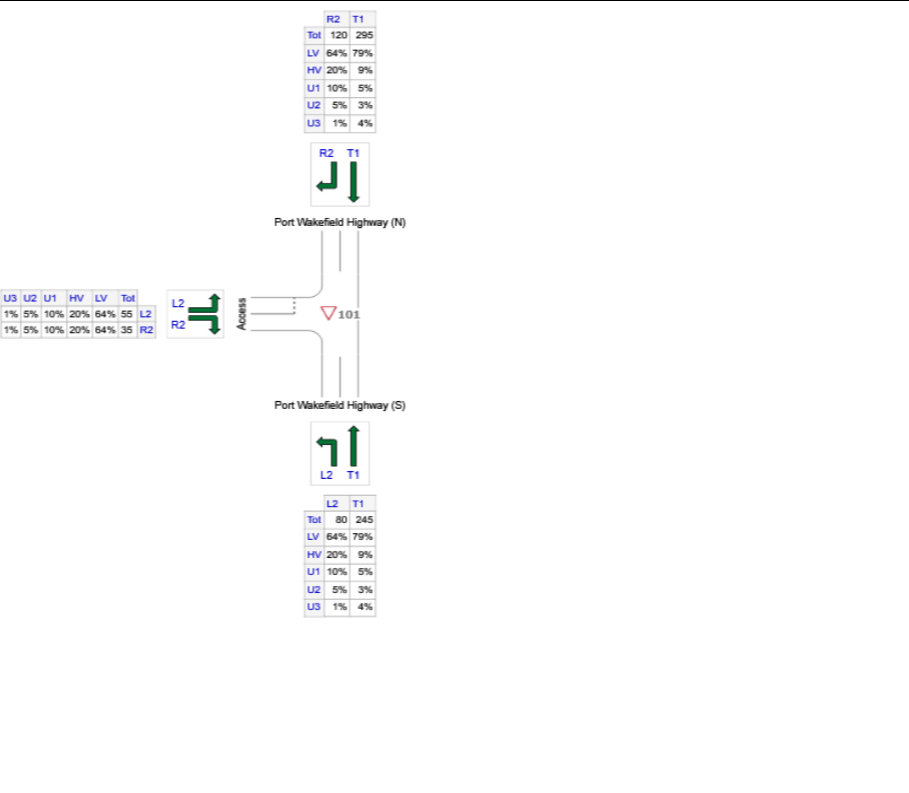 R2 T1
Tot 120 295
LV 64% 79%
HV 20% 9%
U1 10% 5%
U2 5% 3%
U3 1% 4%
R2 T1
Port Wakefield Highway (N)
U3 U2 U1 HV LV Tot
1% 5% 10% 20% 64% 55 L2
1% 5% 10% 20% 64% 35 R2
L2
R2
Access
101
Port Wakefield Highway (S)
L2 T1
L2 T1
Tot 80 245
LV 64% 79%
HV 20% 9%
U1 10% 5%
U2 5% 3%
U3 1% 4%